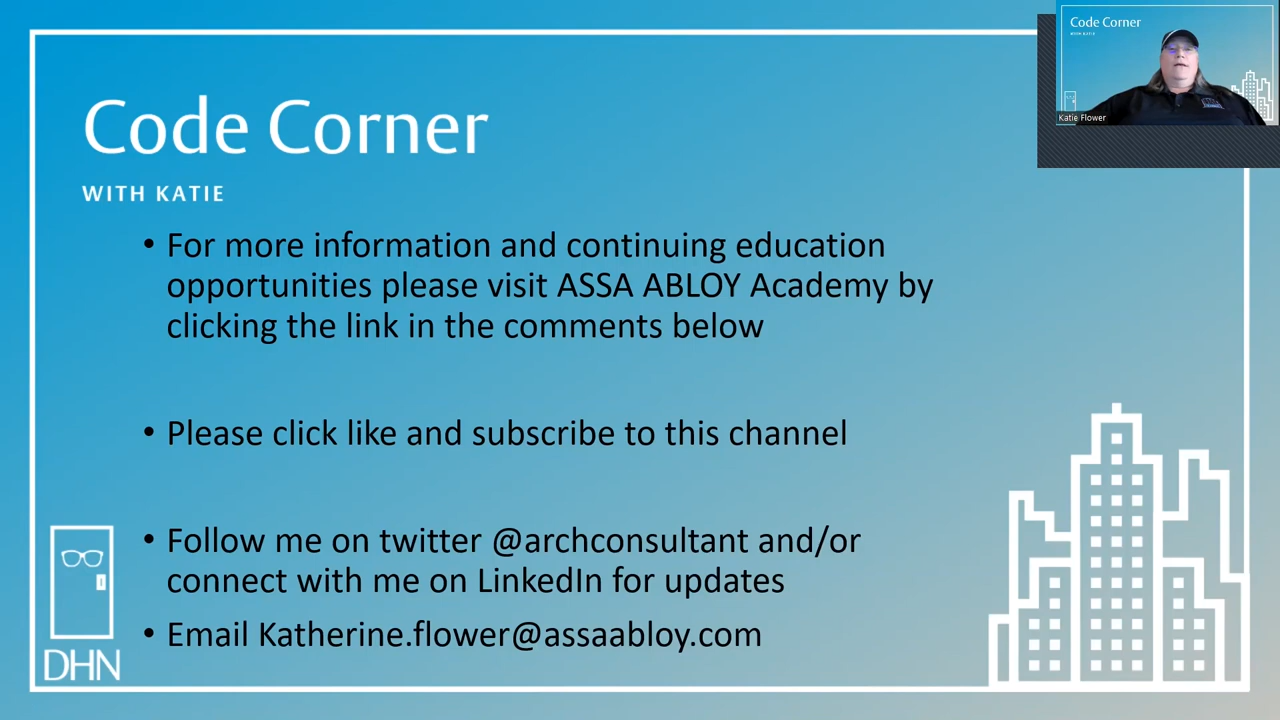 Code Corner
WITH KATIE
• For more information and continuing education
opportunities please visit ASSA ABLOY Academy by
clicking the link in the comments below
• Please click like and subscribe to this channel
• Follow me on twitter @archconsultant and/or
connect with me on LinkedIn for updates
• Email Katherine.flower@assaabloy.com
DHN
Code Corner
WITH KATIE
Katie Flower